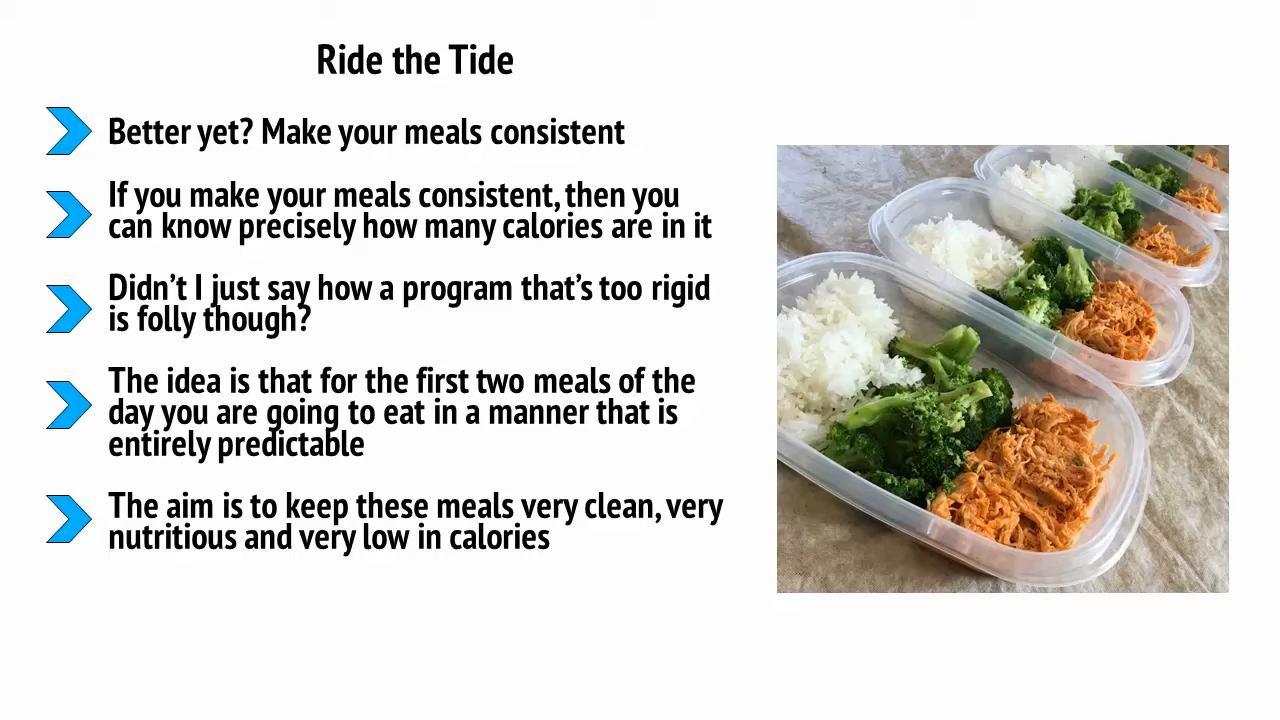 Ride the Tide
Better yet? Make your meals consistent
If you make your meals consistent, then you
can know precisely how many calories are in it
Didn’t I just say how a program that’s too rigid
is folly though?
The idea is that for the first two meals of the
day you are going to eat in a manner that is
entirely predictable
The aim is to keep these meals very clean, very
nutritious and very low in calories